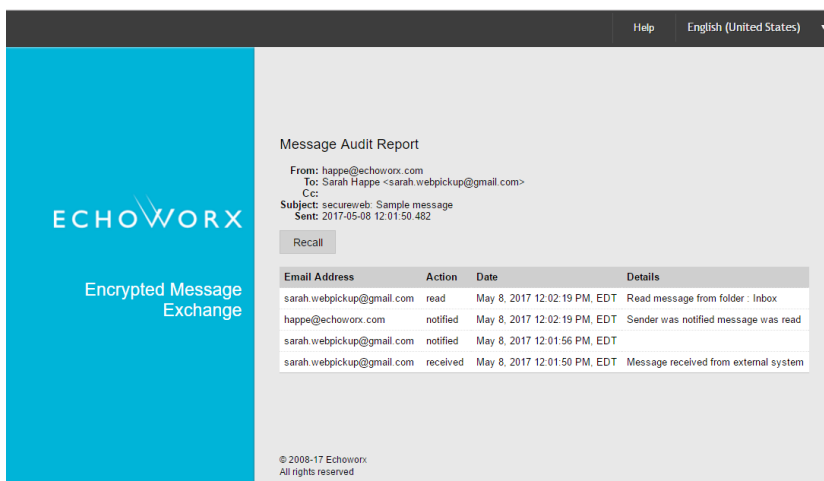 Help English (United States)
ECHOWORX
Encrypted Message
Exchange
Message Audit Report
From: happe@echoworx.com
To: Sarah Happe <sarah.webpickup@gmail.com>
Cc:
Subject: secureweb: Sample message
Sent: 2017-05-08 12:01:50.482
Recall
Email Address Action Date Details
sarah.webpickup@gmail.com read May 8, 2017 12:02:19 PM, EDT Read message from folder : Inbox
happe@echoworx.com notified May 8, 2017 12:02:19 PM, EDT Sender was notified message was read
sarah.webpickup@gmail.com notified May 8, 2017 12:01:56 PM, EDT
sarah.webpickup@gmail.com received May 8, 2017 12:01:50 PM, EDT Message received from external system
© 2008-17 Echoworx
All rights reserved